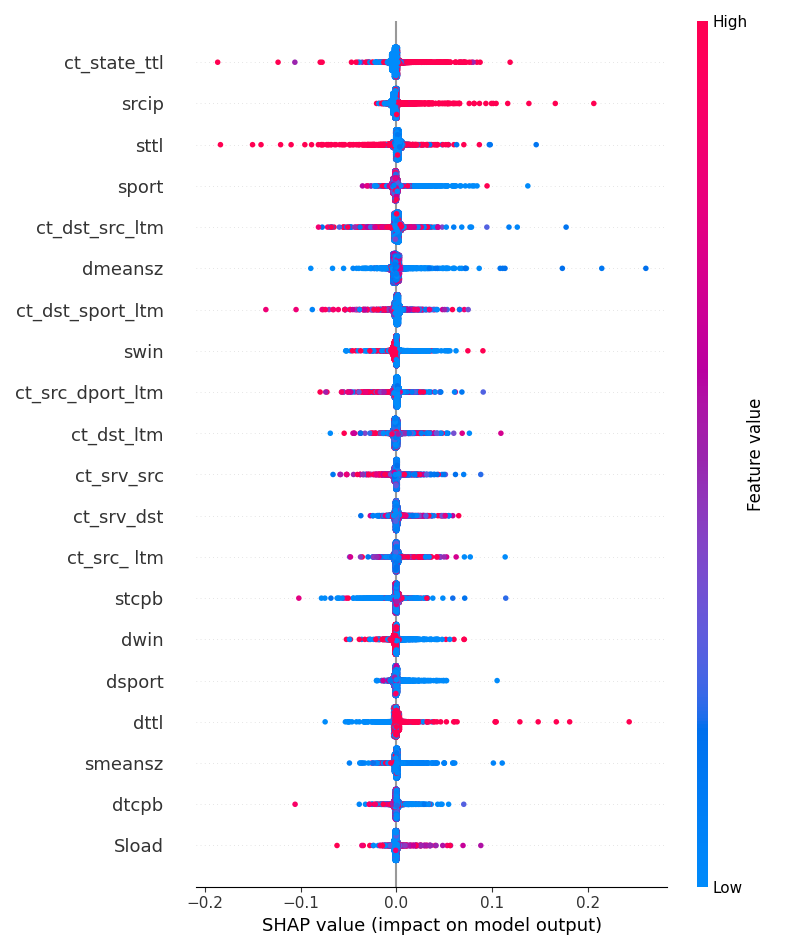 High
ct_state_ttl
srcip
sttl
sport
ct_dst_src_ltm
dmeansz
ct_dst_sport_ltm
swin
ct_src_dport_ltm
ct_dst_ltm
ct_srv_src
ct_srv_dst
ct_src_ ltm
stcpb
dwin
dsport
dttl
smeansz
dtcpb
Sload
Feature value
Low
−0.2 −0.1 0.0 0.1 0.2
SHAP value (impact on model output)